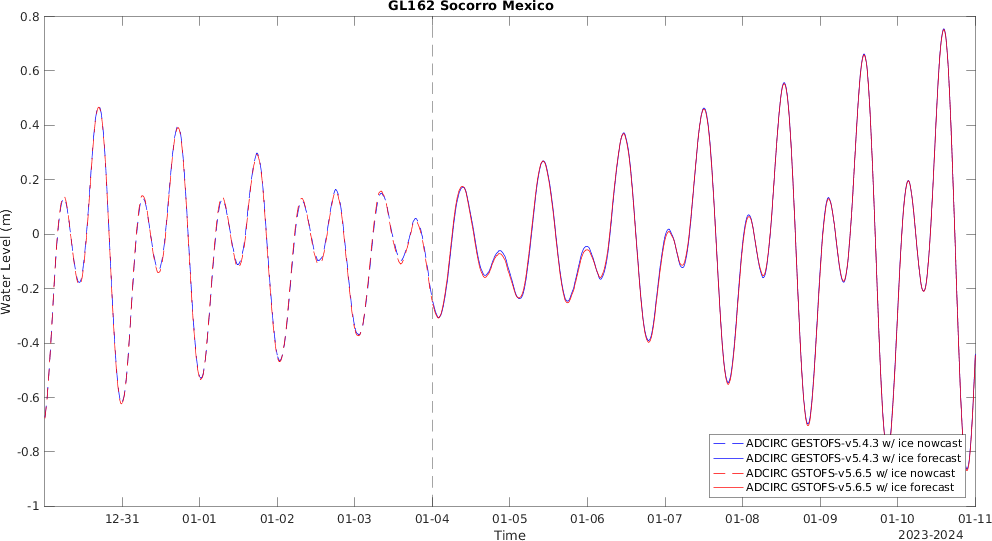 GL162 Socorro Mexico
0.8
0.6
0.4
0.2
0
-0.2
-0.4
-0.6
-0.8
-1
Water Level (m)
12-31 01-01 01-02 01-03 01-04 01-05 01-06 01-07 01-08 01-09 01-10 01-11
Time
2023-2024
ADCIRC GESTOFS-v5.4.3 w/ ice nowcast
ADCIRC GESTOFS-v5.4.3 w/ ice forecast
ADCIRC GSTOFS-v5.6.5 w/ ice nowcast
ADCIRC GSTOFS-v5.6.5 w/ ice forecast